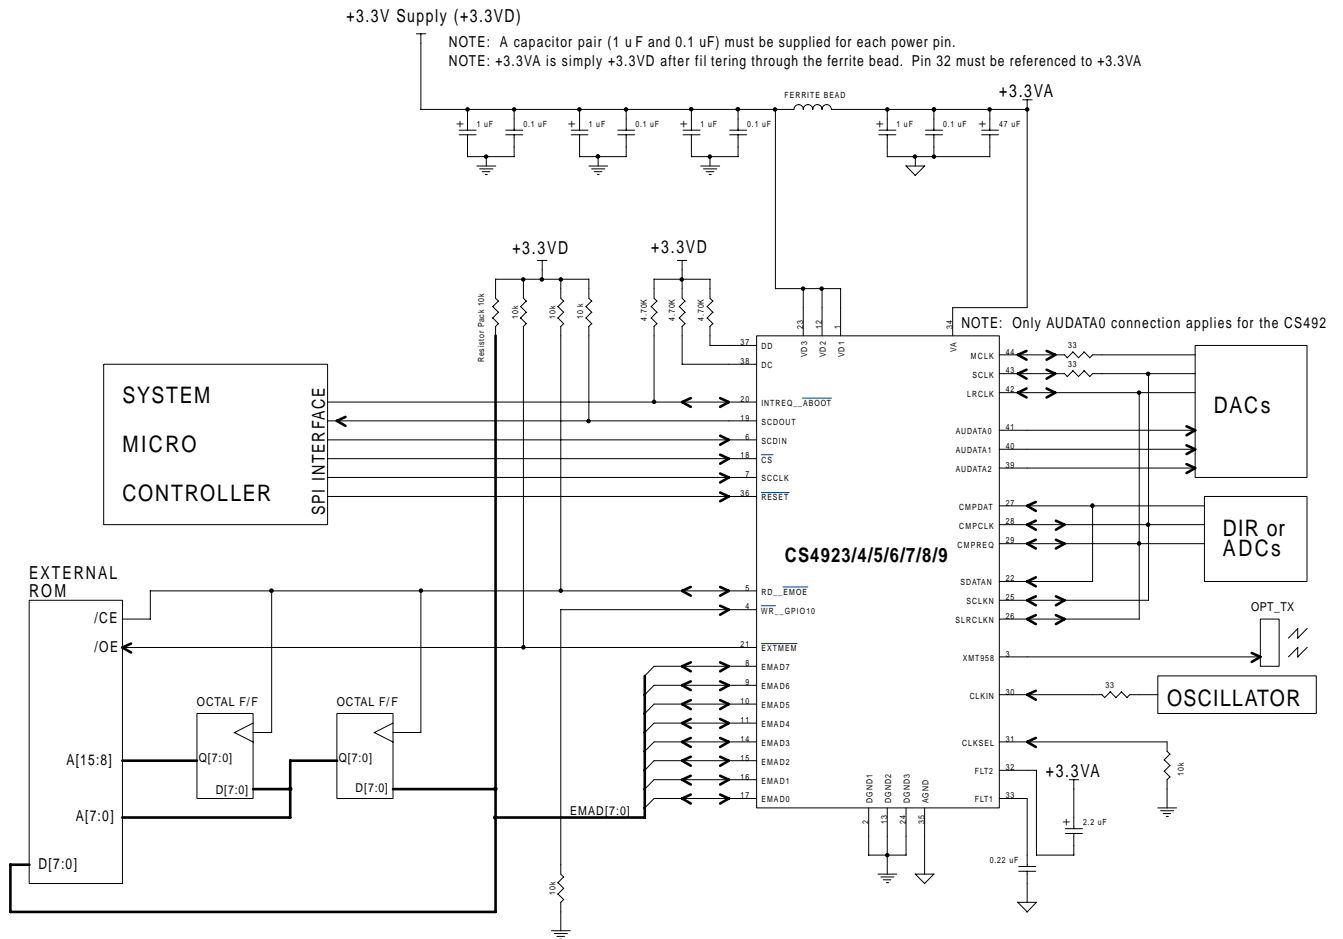 +3.3V Supply (+3.3VD)
NOTE: A capacitor pair (1 u F and 0.1 uF) must be supplied for each power pin.
NOTE: +3.3VA is simply +3.3VD after fil tering through the ferrite bead. Pin 32 must be referenced to +3.3VA
FERRITE BEAD
+3.3VA
+ 1 uF
0.1 uF
+ 1 uF
0.1 uF
+ 1 uF
0.1 uF
+ 1 uF
0.1 uF
+ 47 uF
+3.3VD
+3.3VD
Resistor Pack 10k
10k
10k
10 k
4.70K
4.70K
4.70K
23
12
1
34
VD3
VD2
VD1
VA
NOTE: Only AUDATA0 connection applies for the CS492
SYSTEM
MICRO
CONTROLLER
SPI INTERFACE
37 DD
38 DC
20 INTREQ__ABOOT
19 SCDOUT
6 SCDIN
18 CS
7 SCCLK
36 RESET
5 RD__EMOE
4 WR__GPIO10
21 EXTMEM
8 EMAD7
9 EMAD6
10 EMAD5
11 EMAD4
14 EMAD3
15 EMAD2
16 EMAD1
17 EMAD0
CS4923/4/5/6/7/8/9
MCLK 44
33
SCLK 43
33
LRCLK 42
AUDATA0 41
AUDATA1 40
AUDATA2 39
DACs
CMPDAT 27
CMPCLK 28
CMPREQ 29
DIR or
ADCs
SDATAN 22
SCLKN 25
SLRCLKN 26
OPT_TX
XMT958 3
CLKIN 30
33
OSCILLATOR
CLKSEL 31
10k
FLT2 32
FLT1 33
+3.3VA
+ 2.2 uF
0.22 uF
DGND1
DGND2
DGND3
AGND
2
13
24
35
EXTERNAL
ROM
/CE
/OE
A[15:8]
A[7:0]
D[7:0]
OCTAL F/F
Q[7:0]
D[7:0]
OCTAL F/F
Q[7:0]
D[7:0]
EMAD[7:0]
10k